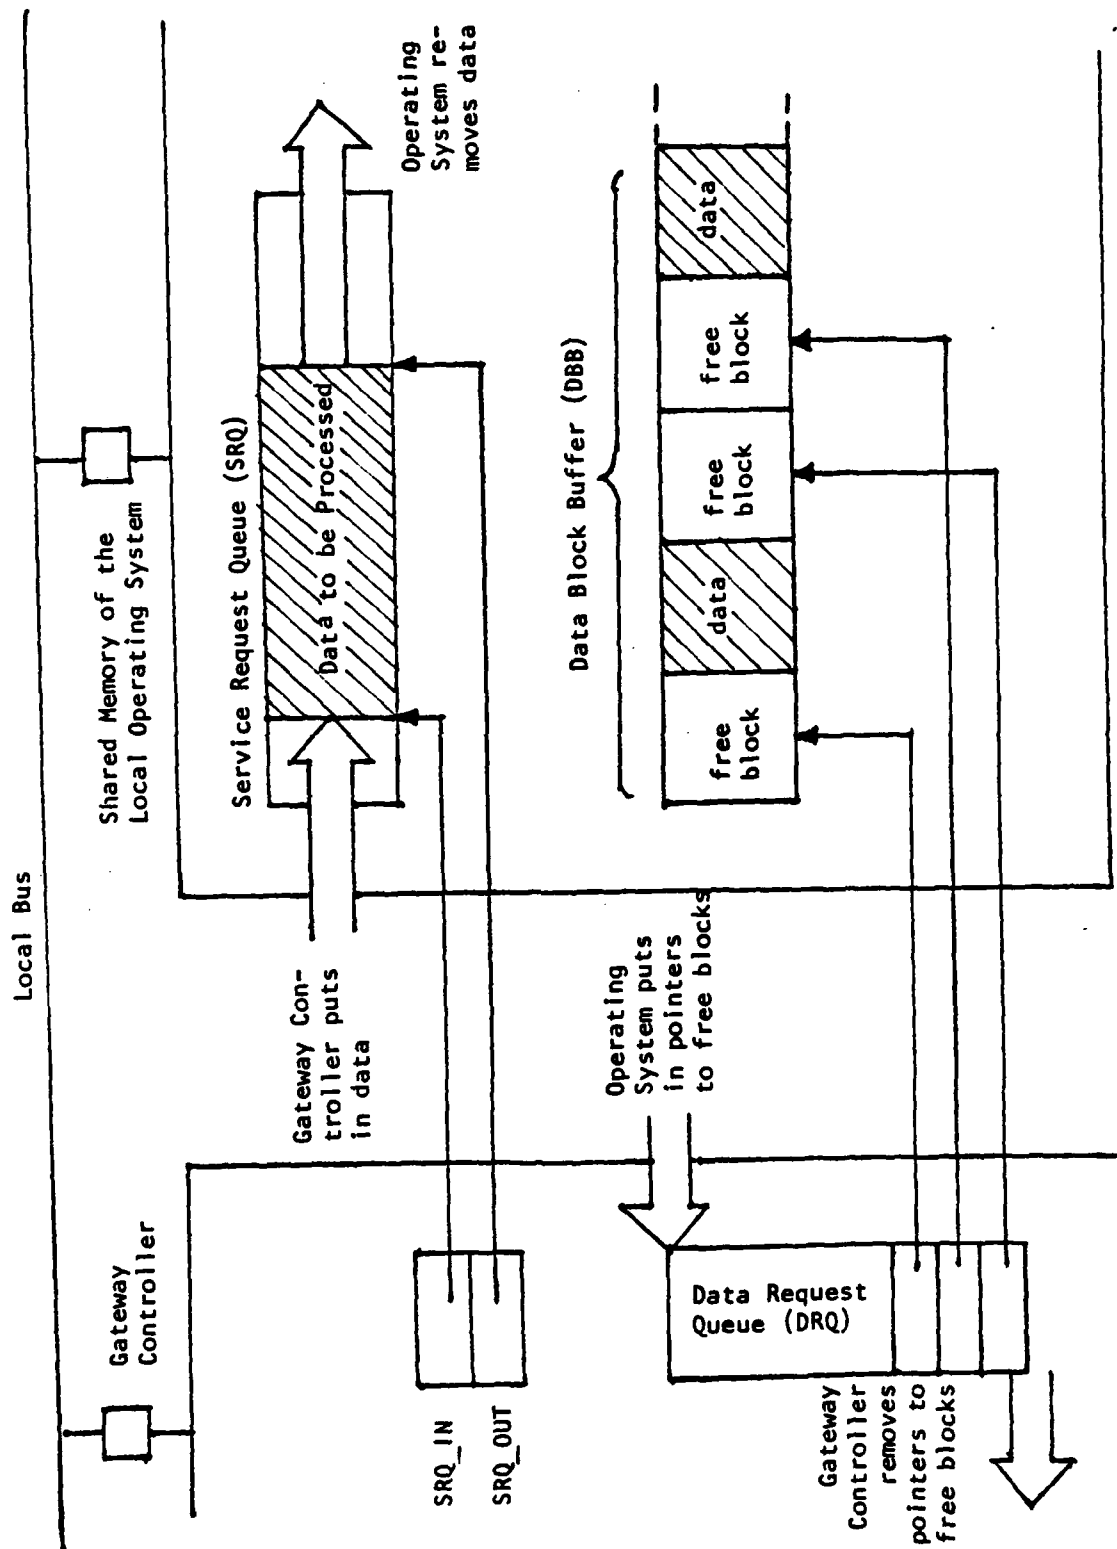 Local Bus
Gateway
Controller
Shared Memory of the
Local Operating System
Gateway Con-
troller puts
in data
Service Request Queue (SRQ)
Data to be Processed
Operating
System re-
moves data
SRQ_IN
SRQ_OUT
Operating
System puts
in pointers
to free blocks
Data Block Buffer (DBB)
free
block
data
free
block
free
block
data
Data Request
Queue (DRQ)
Gateway
Controller
removes
pointers to
free blocks